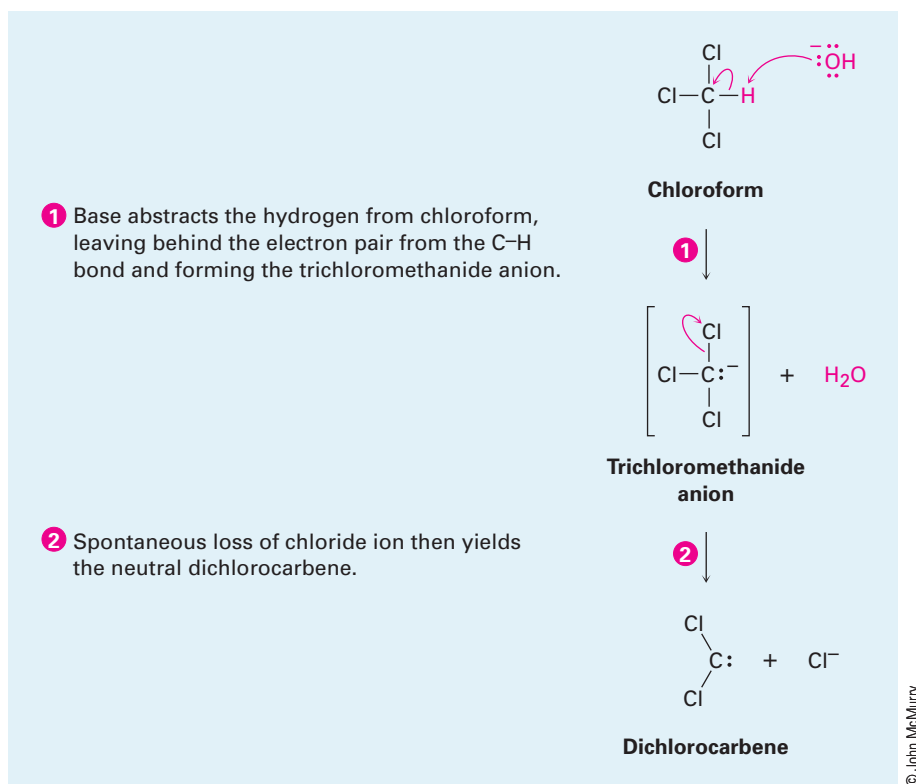 Cl
:ÖH
Cl—C—H
Cl
Chloroform
1 Base abstracts the hydrogen from chloroform,
leaving behind the electron pair from the C–H
bond and forming the trichloromethanide anion.
1
Cl
Cl—C:– + H₂O
Cl
Trichloromethanide
anion
2 Spontaneous loss of chloride ion then yields
the neutral dichlorocarbene.
2
Cl
C: + Cl–
Cl
Dichlorocarbene
© John McMurry